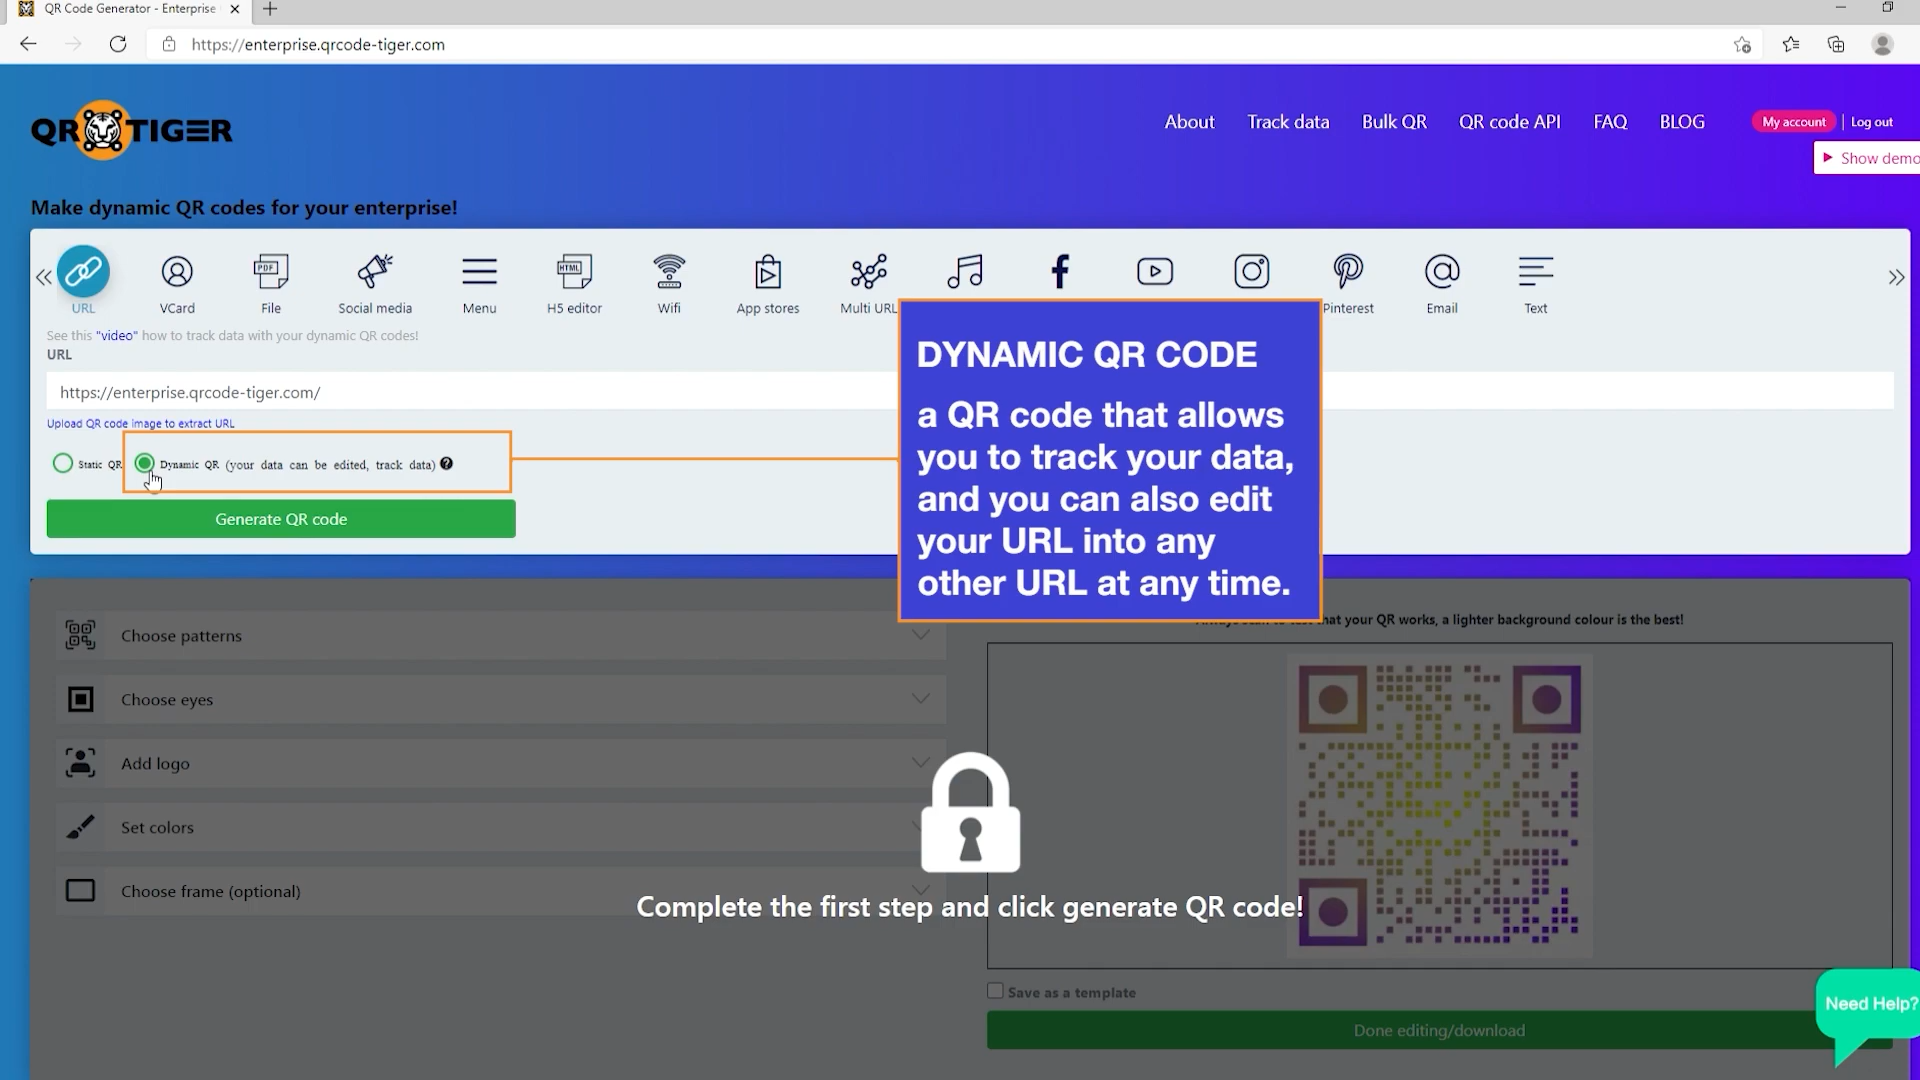 QR Code Generator - Enterprise
https://enterprise.qrcode-tiger.com
QR TIGER
About
Track data
Bulk QR
QR code API
FAQ
BLOG
My account
Log out
Show demo
Make dynamic QR codes for your enterprise!
URL
VCard
PDF
File
Social media
Menu
HTML
H5 editor
Wifi
App stores
Multi URL
Pinterest
Email
Text
See this "video" how to track data with your dynamic QR codes!
URL
https://enterprise.qrcode-tiger.com/
Upload QR code image to extract URL
Static QR
Dynamic QR (your data can be edited, track data)
Generate QR code
DYNAMIC QR CODE
a QR code that allows
you to track your data,
and you can also edit
your URL into any
other URL at any time.
that your QR works, a lighter background colour is the best!
Choose patterns
Choose eyes
Add logo
Set colors
Choose frame (optional)
Complete the first step and click generate QR code!
Save as a template
Done editing/download
Need Help?